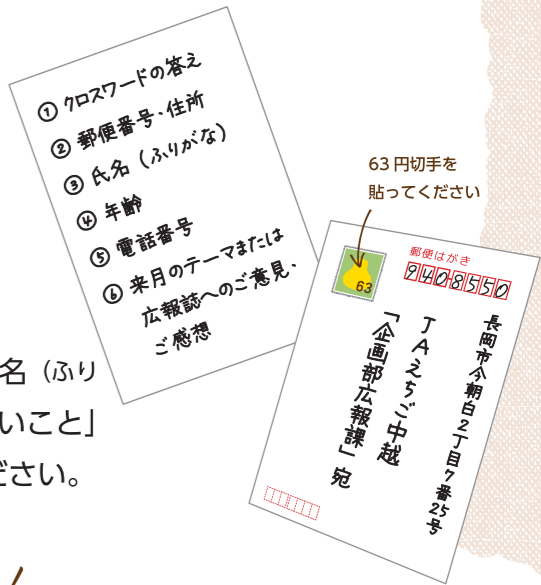 ① クロスワードの答え
② 郵便番号・住所
③ 氏名（ふりがな）
④ 年齢
⑤ 電話番号
⑥ 来月のテーマまたは
広報誌へのご意見・
ご感想
63円切手を
貼ってください
63
郵便はがき
9408550
長岡市今朝白2丁目7番25号
JAえちご中越
「企画部広報課」宛
名（ふり
いこと」
ださい。